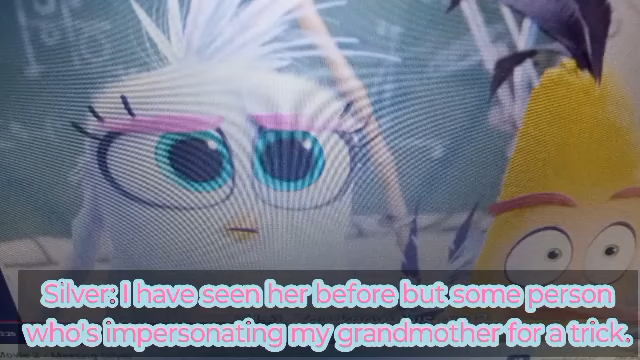 Silver: I have seen her before but some person
who's impersonating my grandmother for a trick.